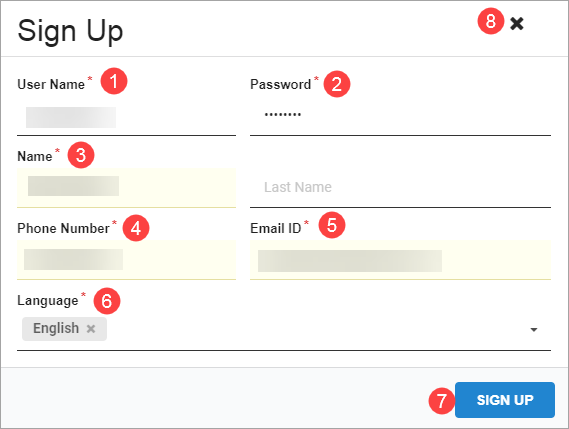 Sign Up 8 ✖
User Name * 1 Password * 2
••••••••
Name * 3
Last Name
Phone Number * 4 Email ID * 5
Language * 6
English ✖
7 SIGN UP